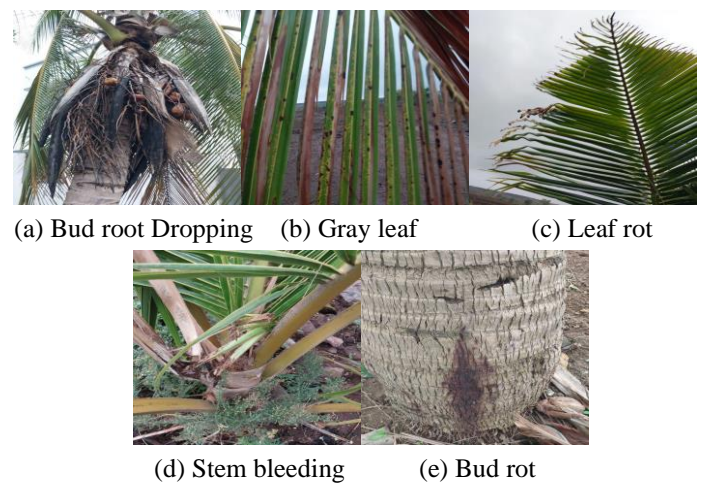 (a) Bud root Dropping (b) Gray leaf (c) Leaf rot
(d) Stem bleeding (e) Bud rot